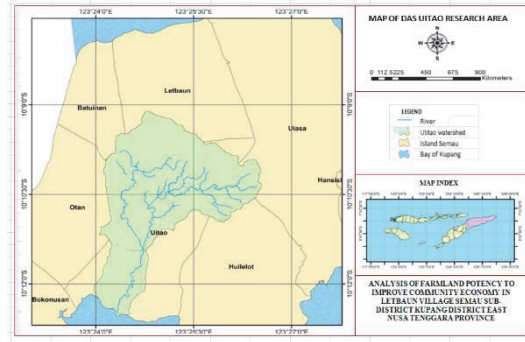 123°24'0"E 123°25'30"E 123°27'0"E
Letbaun
Batuinan
Uiasa
Hansisi
Otan
Uitao
Huilelot
Bokonusan
10°9'0"S
10°10'30"S
10°12'0"S
10°9'0"S
10°10'30"S
10°12'0"S
123°24'0"E 123°25'30"E 123°27'0"E
MAP OF DAS UITAO RESEARCH AREA
N
W E
S
0 112.5225 450 675 900
Kilometers
LEGEND
River
Uitao watershed
Island Semau
Bay of Kupang
MAP INDEX
ANALYSIS OF FARMLAND POTENCY TO
IMPROVE COMMUNITY ECONOMY IN
LETBAUN VILLAGE SEMAU SUB-
DISTRICT KUPANG DISTRICT EAST
NUSA TENGGARA PROVINCE